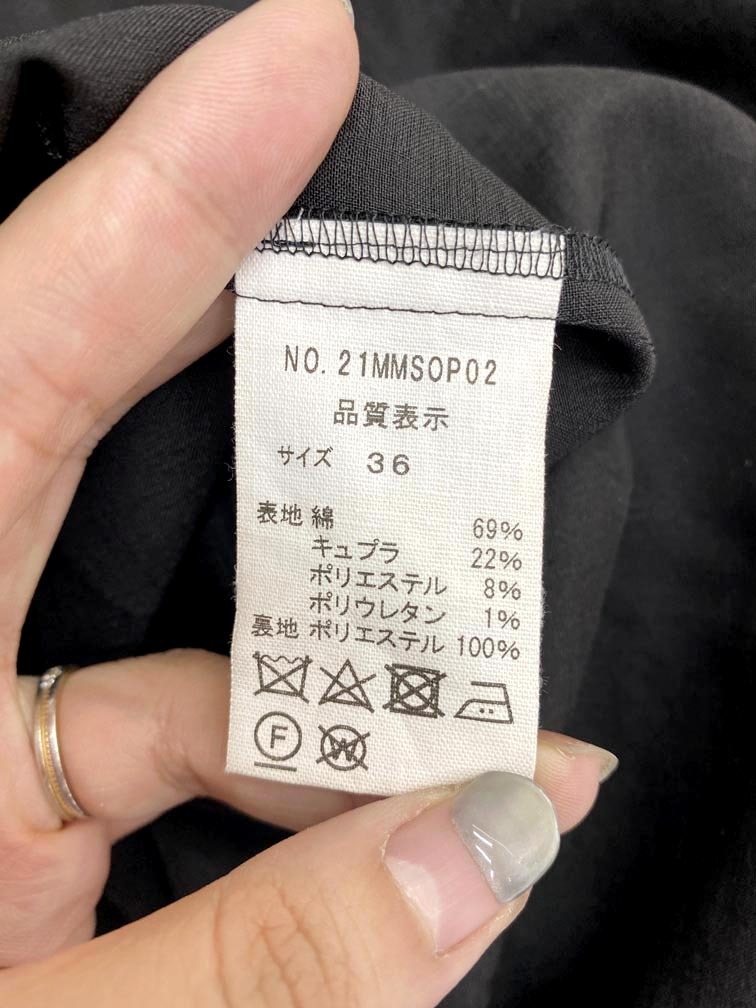 NO. 21MMSOP02
品質表示
サイズ 36
表地 綿 69%
キュプラ 22%
ポリエステル 8%
ポリウレタン 1%
裏地 ポリエステル 100%
F W